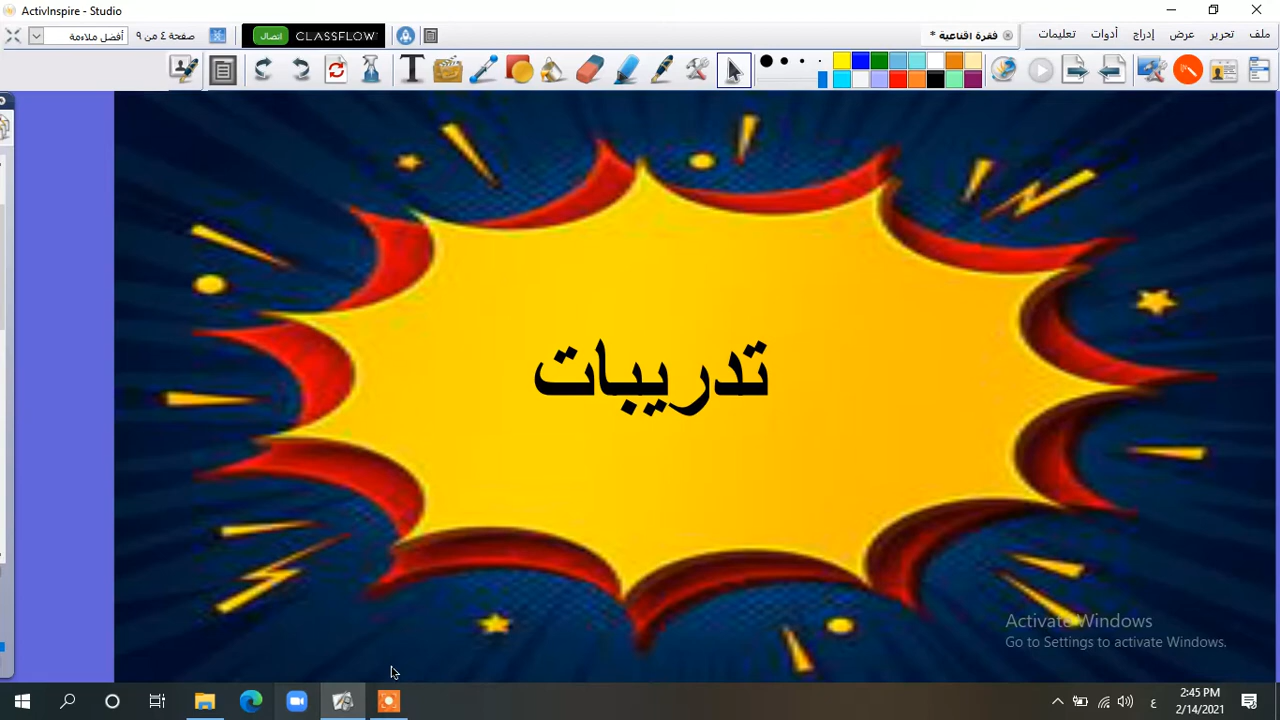 ActivInspire - Studio
ملف تحرير عرض إدراج أدوات تعليمات
فقرة اقناعية *
اتصال CLASSFLOW
صفحة ٤ من ٩
أفضل ملاءمة
T
تدريبات
Activate Windows
Go to Settings to activate Windows.
ع
2:45 PM
2/14/2021